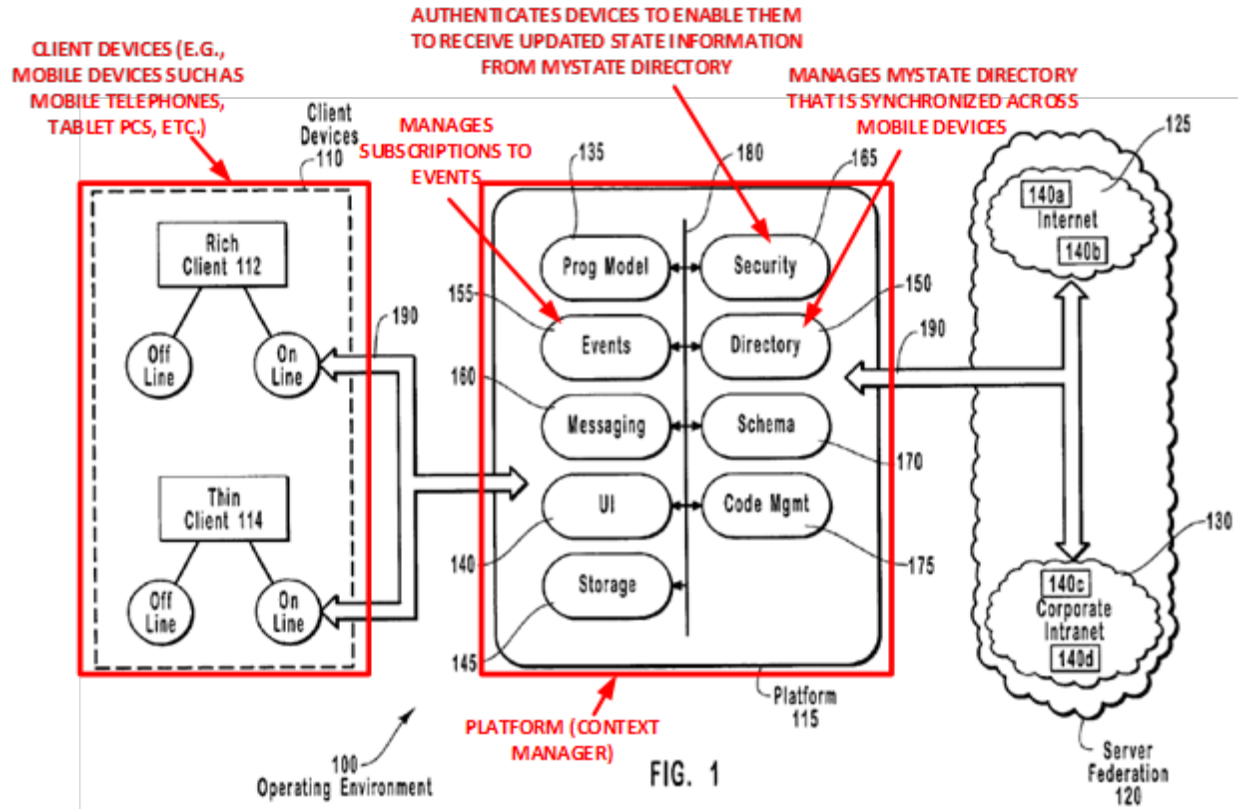 AUTHENTICATES DEVICES TO ENABLE THEM
TO RECEIVE UPDATED STATE INFORMATION
FROM MYSTATE DIRECTORY
CLIENT DEVICES (E.G.,
MOBILE DEVICES SUCH AS
MOBILE TELEPHONES,
TABLET PCS, ETC.)
MANAGES MYSTATE DIRECTORY
THAT IS SYNCHRONIZED ACROSS
MOBILE DEVICES
MANAGES
SUBSCRIPTIONS TO
EVENTS
Client
Devices
110
135
180
165
125
140a
Internet
140b
Rich
Client 112
Off
Line
On
Line
190
Prog Model
Security
155
150
Events
Directory
190
160
Messaging
Schema
170
Thin
Client 114
Off
Line
On
Line
UI
Code Mgmt
140
175
Storage
145
130
140c
Corporate
Intranet
140d
Platform
115
PLATFORM (CONTEXT
MANAGER)
100
Operating Environment
FIG. 1
Server
Federation
120